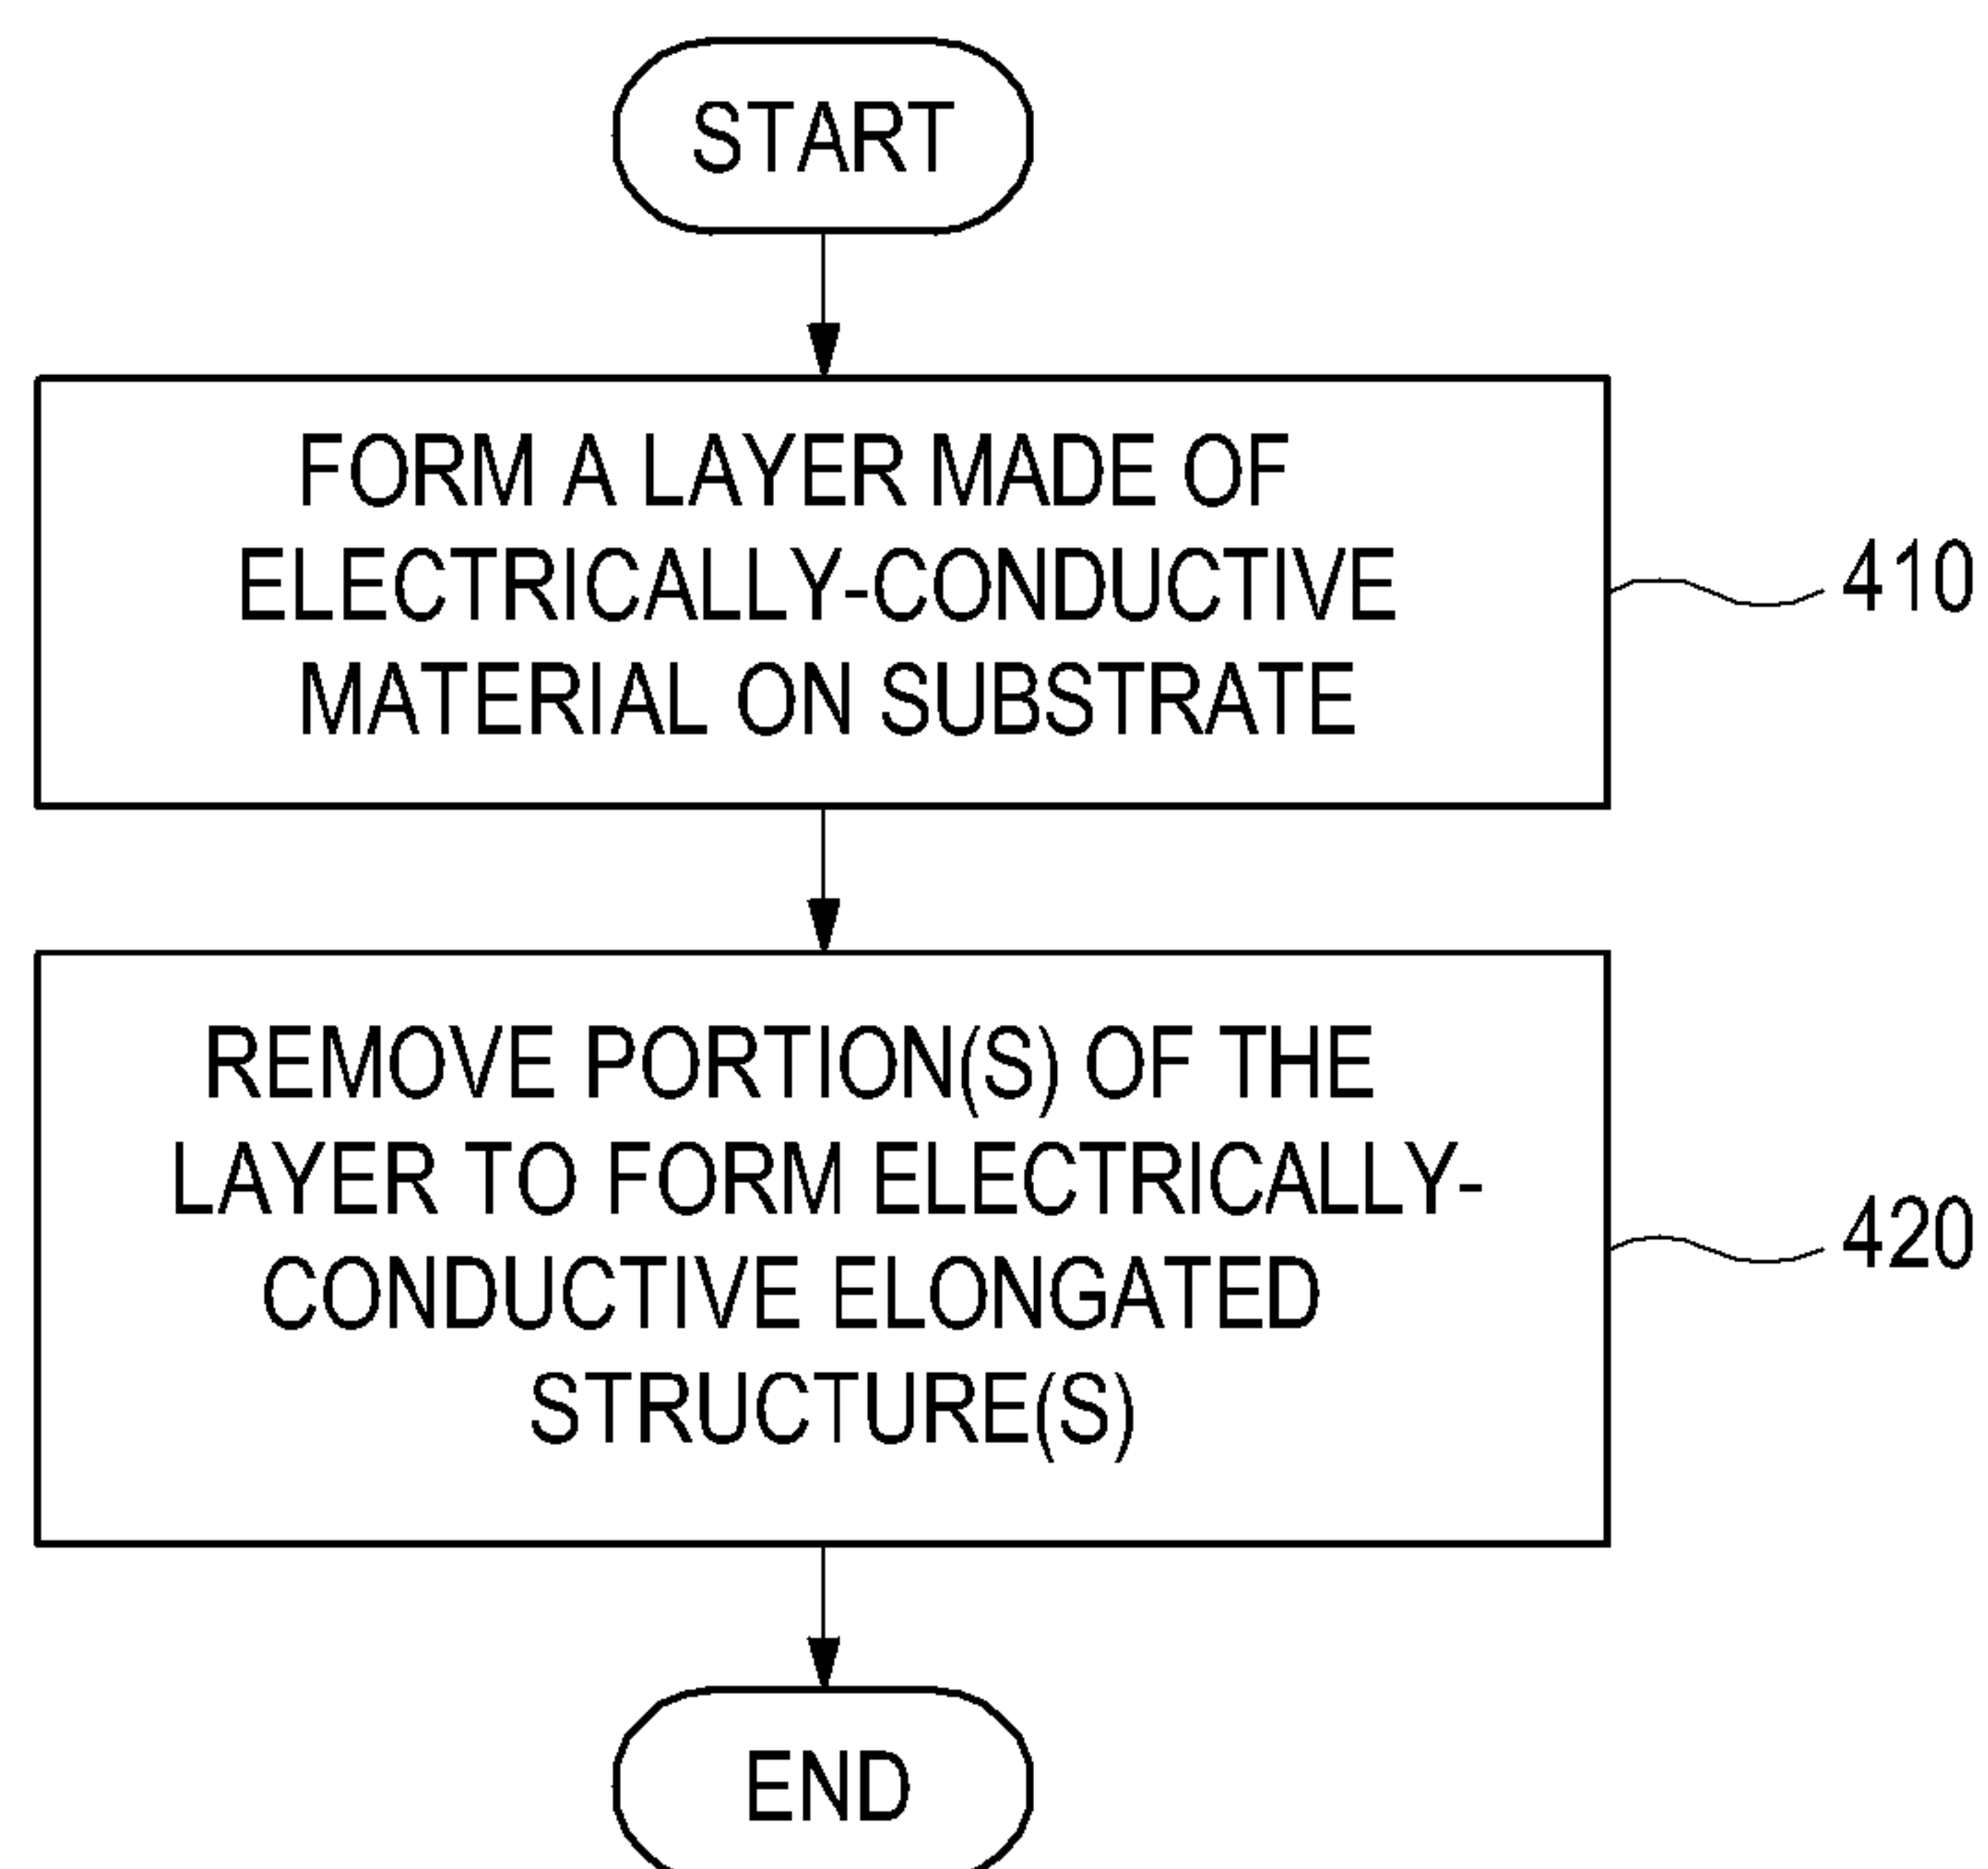 START
FORM A LAYER MADE OF
ELECTRICALLY-CONDUCTIVE
MATERIAL ON SUBSTRATE
410
REMOVE PORTION(S) OF THE
LAYER TO FORM ELECTRICALLY-
CONDUCTIVE ELONGATED
STRUCTURE(S)
420
END